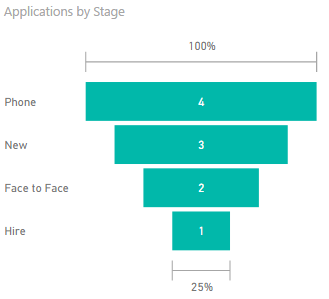 Applications by Stage
100%
Phone 4
New 3
Face to Face 2
Hire 1
25%